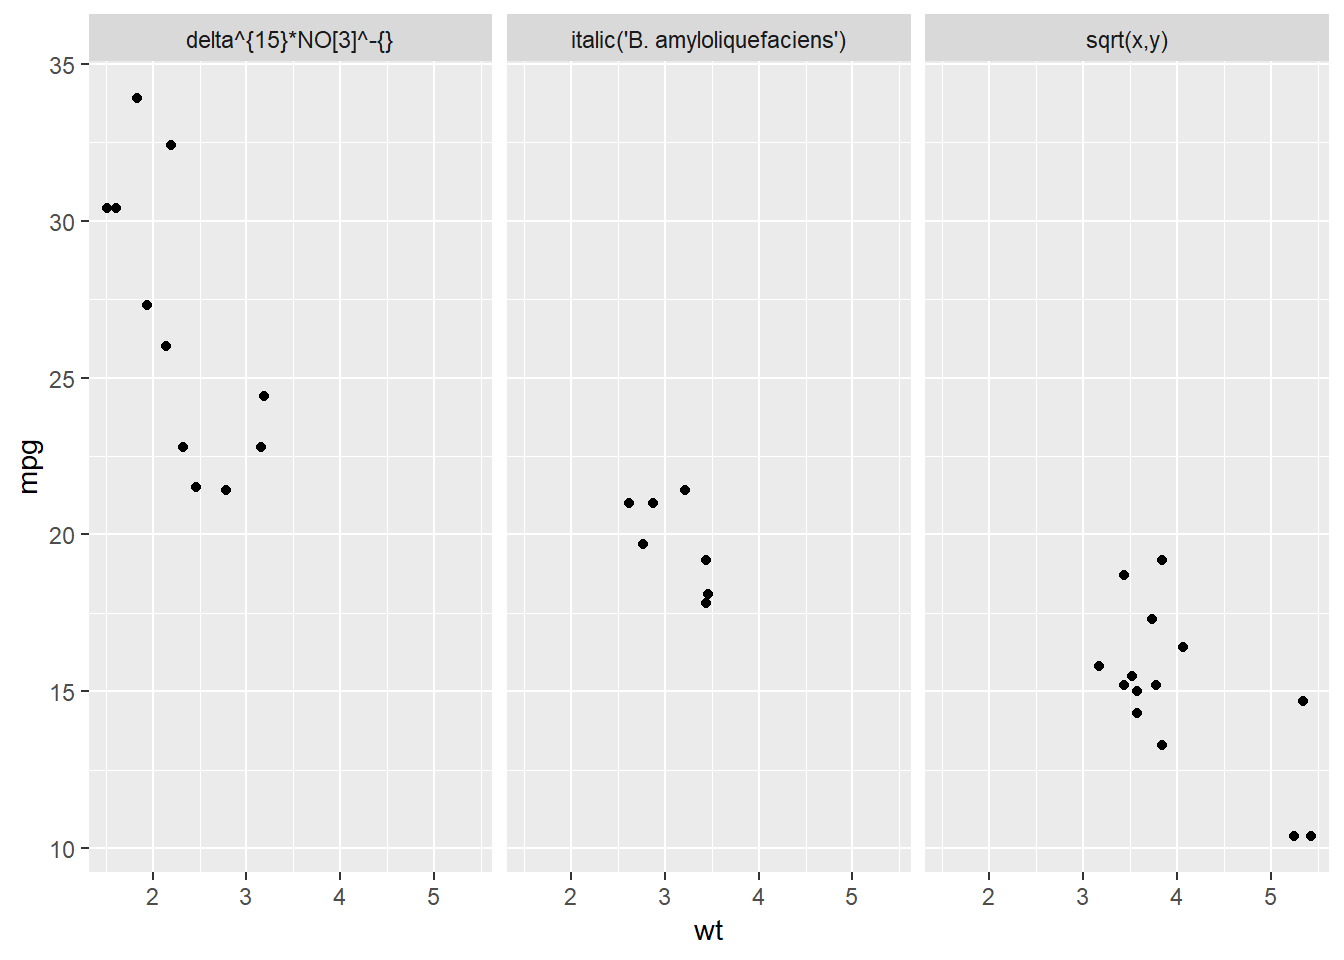 delta^{15}*NO[3]^-{}
italic('B. amyloliquefaciens')
sqrt(x,y)
35
30
25
20
15
10
mpg
2 3 4 5
2 3 4 5
2 3 4 5
wt